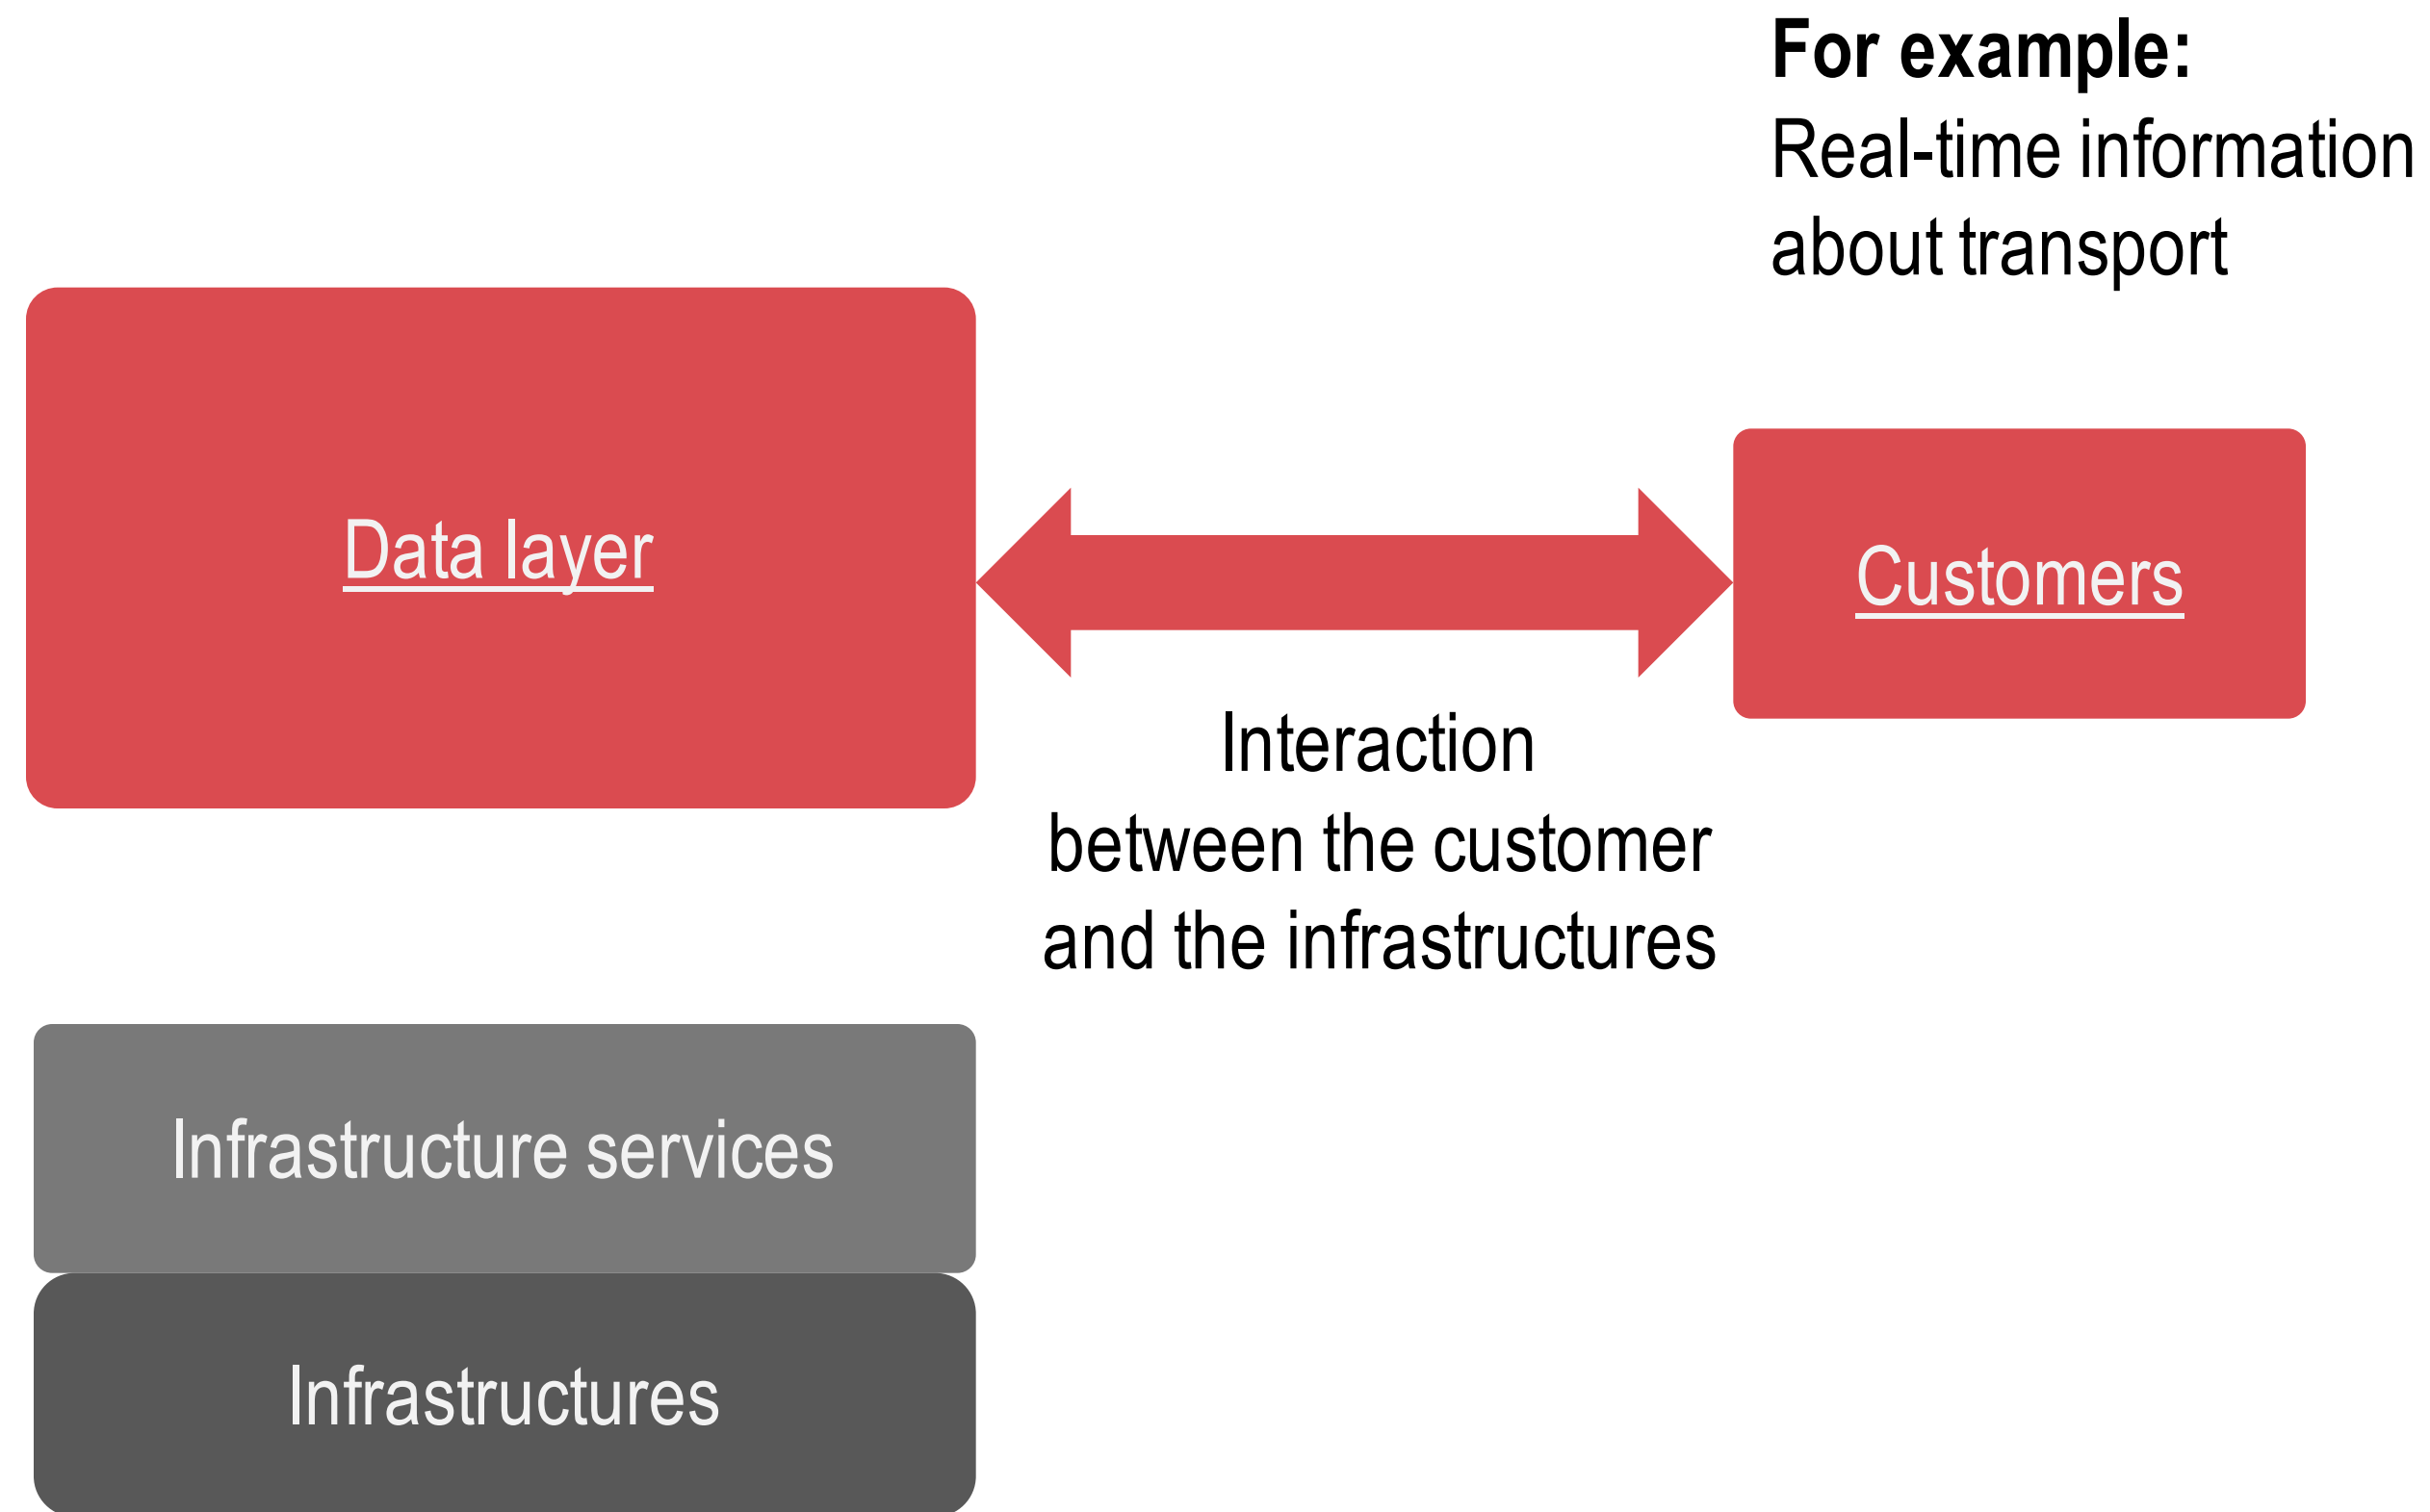 For example:
Real-time information
about transport
Data layer
Customers
Interaction
between the customer
and the infrastructures
Infrastructure services
Infrastructures